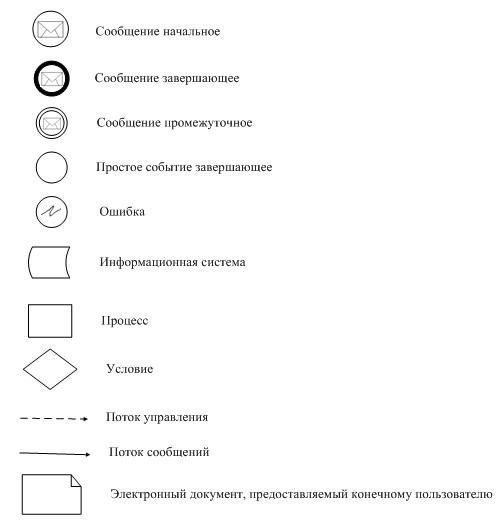 Сообщение начальное
Сообщение завершающее
Сообщение промежуточное
Простое событие завершающее
Ошибка
Информационная система
Процесс
Условие
Поток управления
Поток сообщений
Электронный документ, предоставляемый конечному пользователю